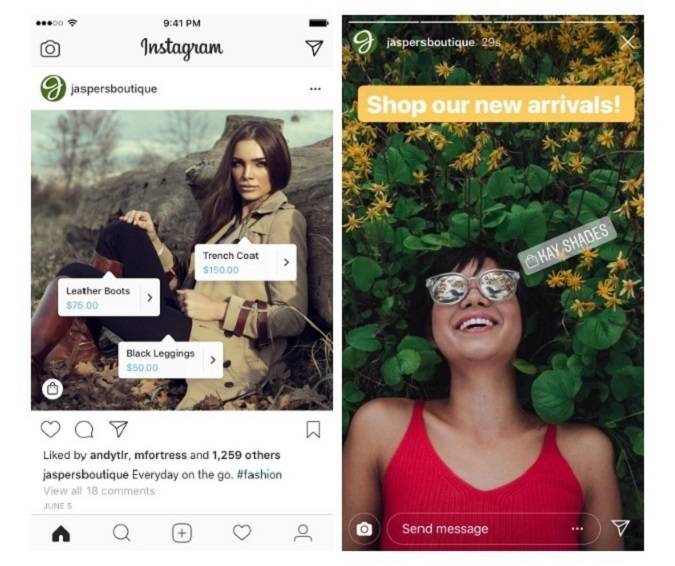 9:41 PM
Instagram
jaspersboutique
Trench Coat
$150.00
Leather Boots
$75.00
Black Leggings
$50.00
Liked by andytlr, mfortress and 1,259 others
jaspersboutique Everyday on the go. #fashion
View all 18 comments
JUNE 5
jaspersboutique 29s
Shop our new arrivals!
KAY SHADES
Send message